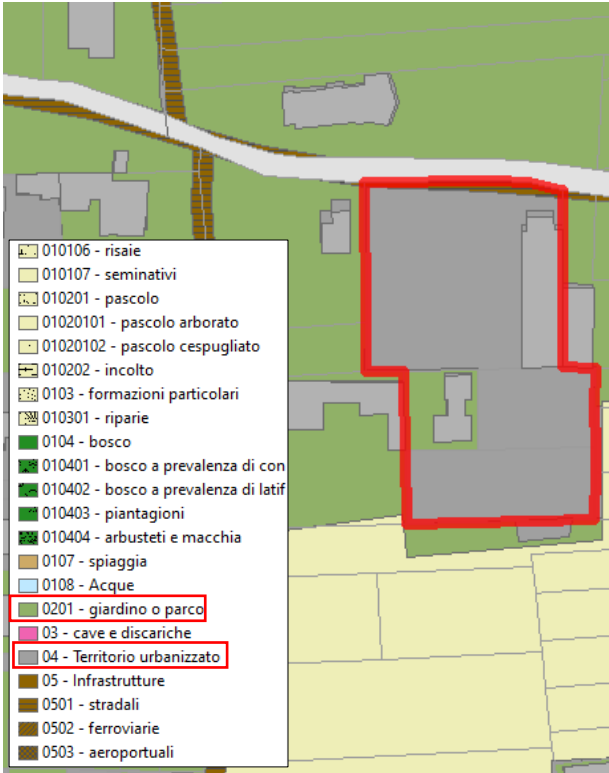 010106 - risaie
010107 - seminativi
010201 - pascolo
01020101 - pascolo arborato
01020102 - pascolo cespugliato
010202 - incolto
0103 - formazioni particolari
010301 - riparie
0104 - bosco
010401 - bosco a prevalenza di con
010402 - bosco a prevalenza di latif
010403 - piantagioni
010404 - arbusteti e macchia
0107 - spiaggia
0108 - Acque
0201 - giardino o parco
03 - cave e discariche
04 - Territorio urbanizzato
05 - Infrastrutture
0501 - stradali
0502 - ferroviarie
0503 - aeroportuali